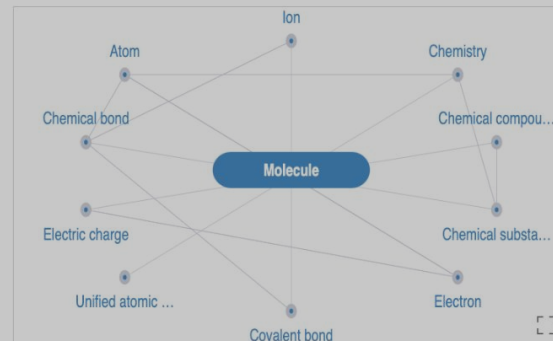 Ion
Atom
Chemistry
Chemical bond
Chemical compou...
Molecule
Electric charge
Chemical substa...
Unified atomic ...
Electron
Covalent bond